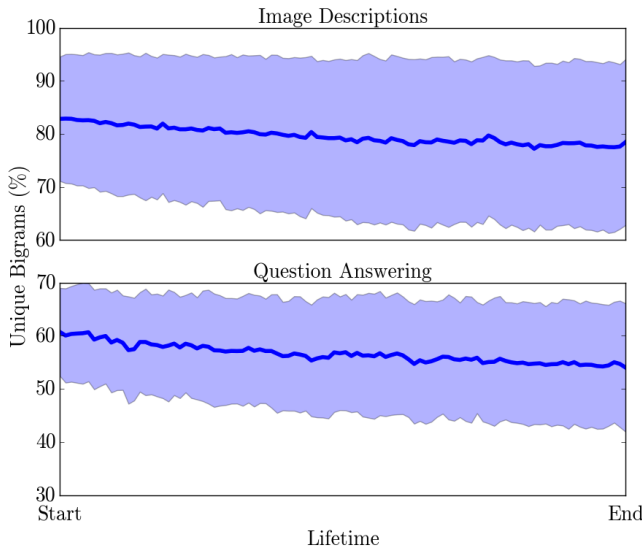 Image Descriptions
100
90
80
70
60
Question Answering
70
60
50
40
30
Unique Bigrams (%)
Start
End
Lifetime